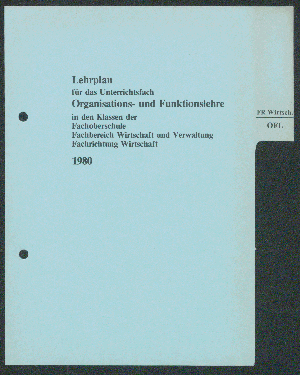 Lehrplan
für das Unterrichtsfach
Organisations- und Funktionslehre
in den Klassen der
Fachoberschule
Fachbereich Wirtschaft und Verwaltung
Fachrichtung Wirtschaft
1980
FR Wirtsch.
OFL